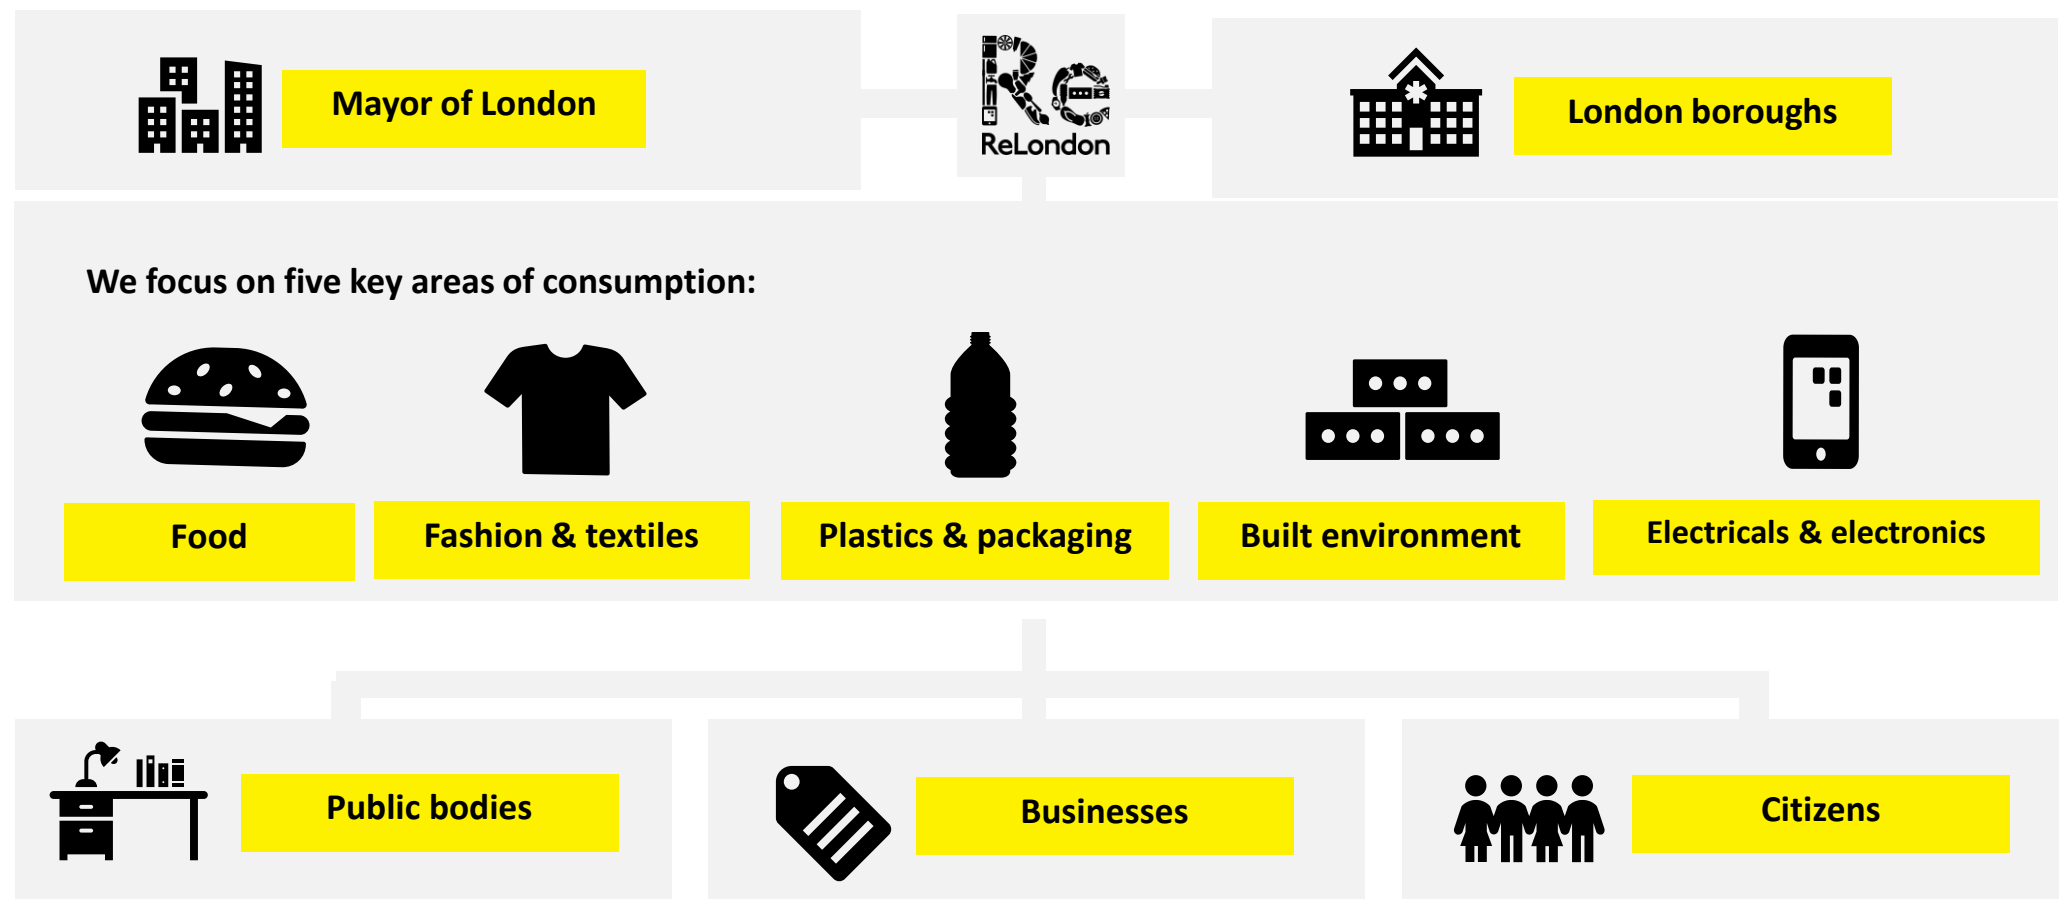 Mayor of London
Re
ReLondon
London boroughs
We focus on five key areas of consumption:
Food
Fashion & textiles
Plastics & packaging
Built environment
Electricals & electronics
Public bodies
Businesses
Citizens